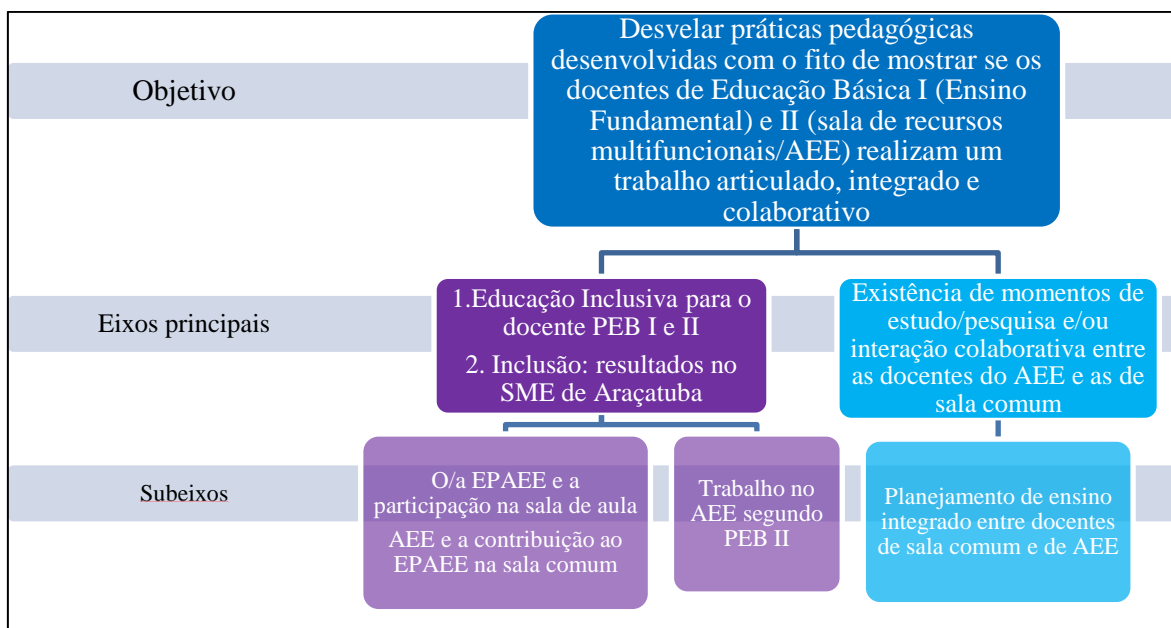 Objetivo
Desvelar práticas pedagógicas
desenvolvidas com o fito de mostrar se os
docentes de Educação Básica I (Ensino
Fundamental) e II (sala de recursos
multifuncionais/AEE) realizam um
trabalho articulado, integrado e
colaborativo
Eixos principais
1.Educação Inclusiva para o
docente PEB I e II
2. Inclusão: resultados no
SME de Araçatuba
Existência de momentos de
estudo/pesquisa e/ou
interação colaborativa entre
as docentes do AEE e as de
sala comum
Subeixos
O/a EPAEE e a
participação na sala de aula
AEE e a contribuição ao
EPAEE na sala comum
Trabalho no
AEE segundo
PEB II
Planejamento de ensino
integrado entre docentes
de sala comum e de AEE